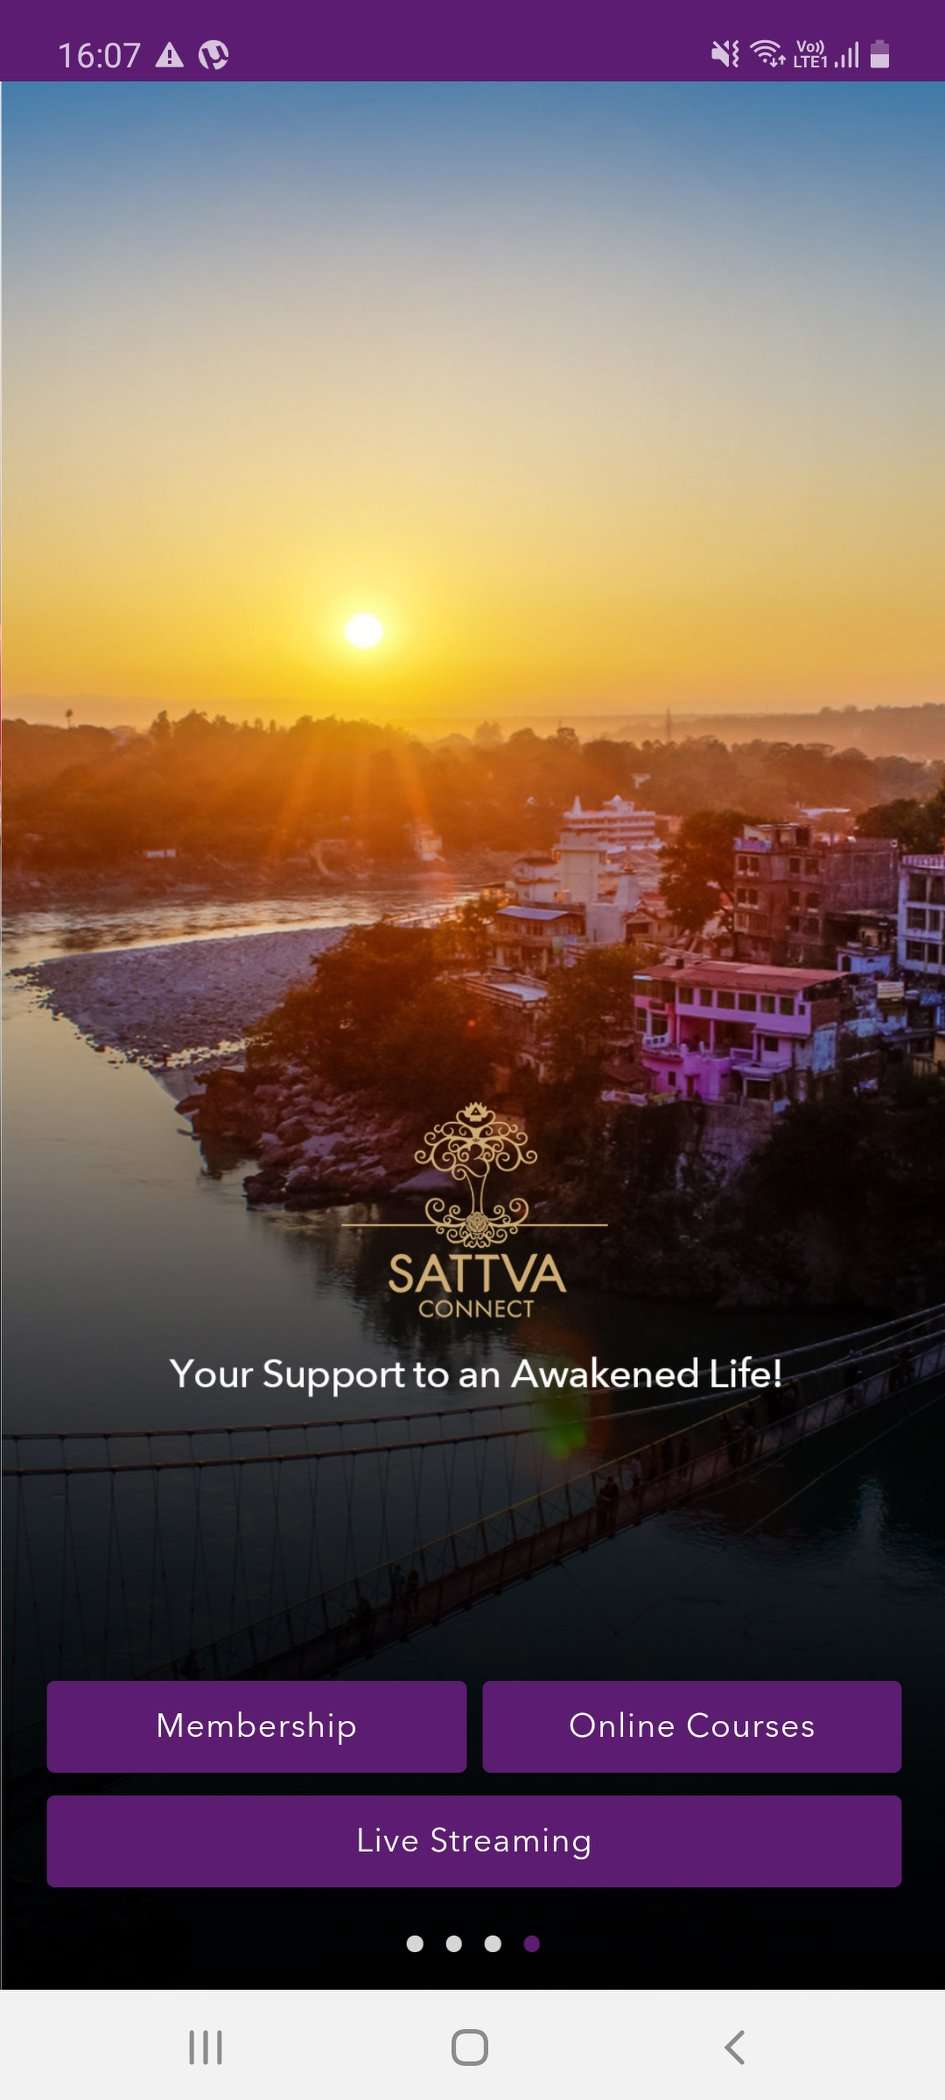 16:07
Vo))
LTE1
SATTVA
CONNECT
Your Support to an Awakened Life!
Membership
Online Courses
Live Streaming